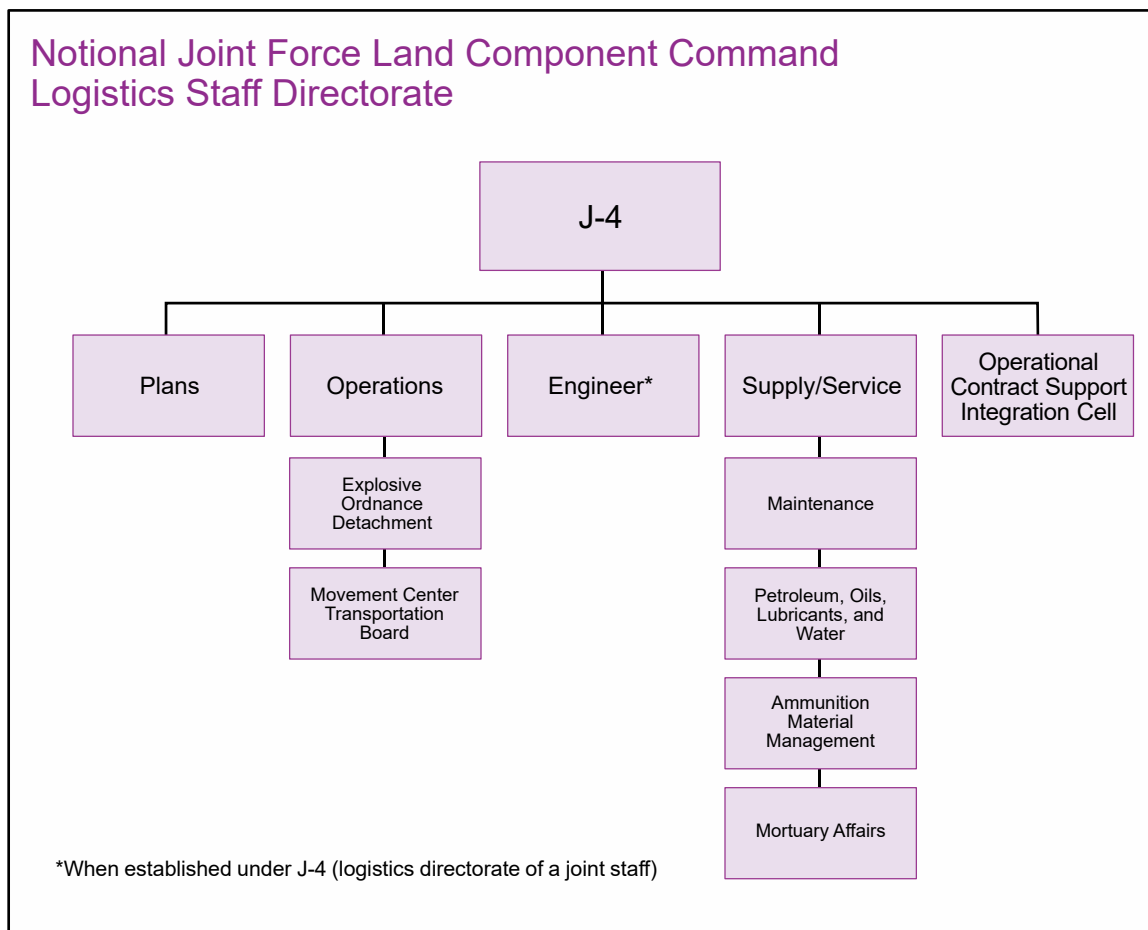 Notional Joint Force Land Component Command
Logistics Staff Directorate
J-4
Plans
Operations
Engineer*
Supply/Service
Operational
Contract Support
Integration Cell
Explosive
Ordnance
Detachment
Maintenance
Movement Center
Transportation
Board
Petroleum, Oils,
Lubricants, and
Water
Ammunition
Material
Management
Mortuary Affairs
*When established under J-4 (logistics directorate of a joint staff)